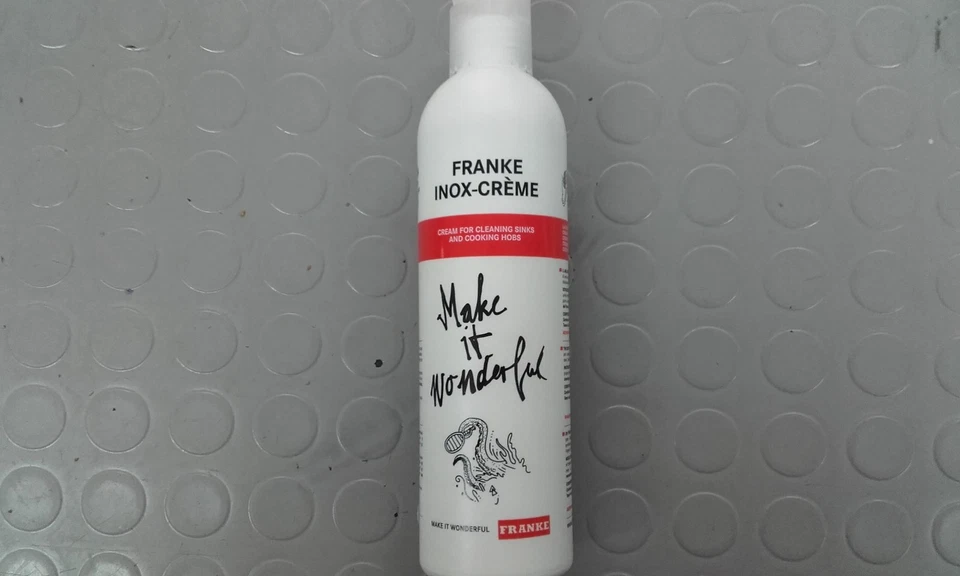 FRANKE
INOX-CRÈME
CREAM FOR CLEANING SINKS
AND COOKING HOBS
Make
it
wonderful
MAKE IT WONDERFUL
FRANKE